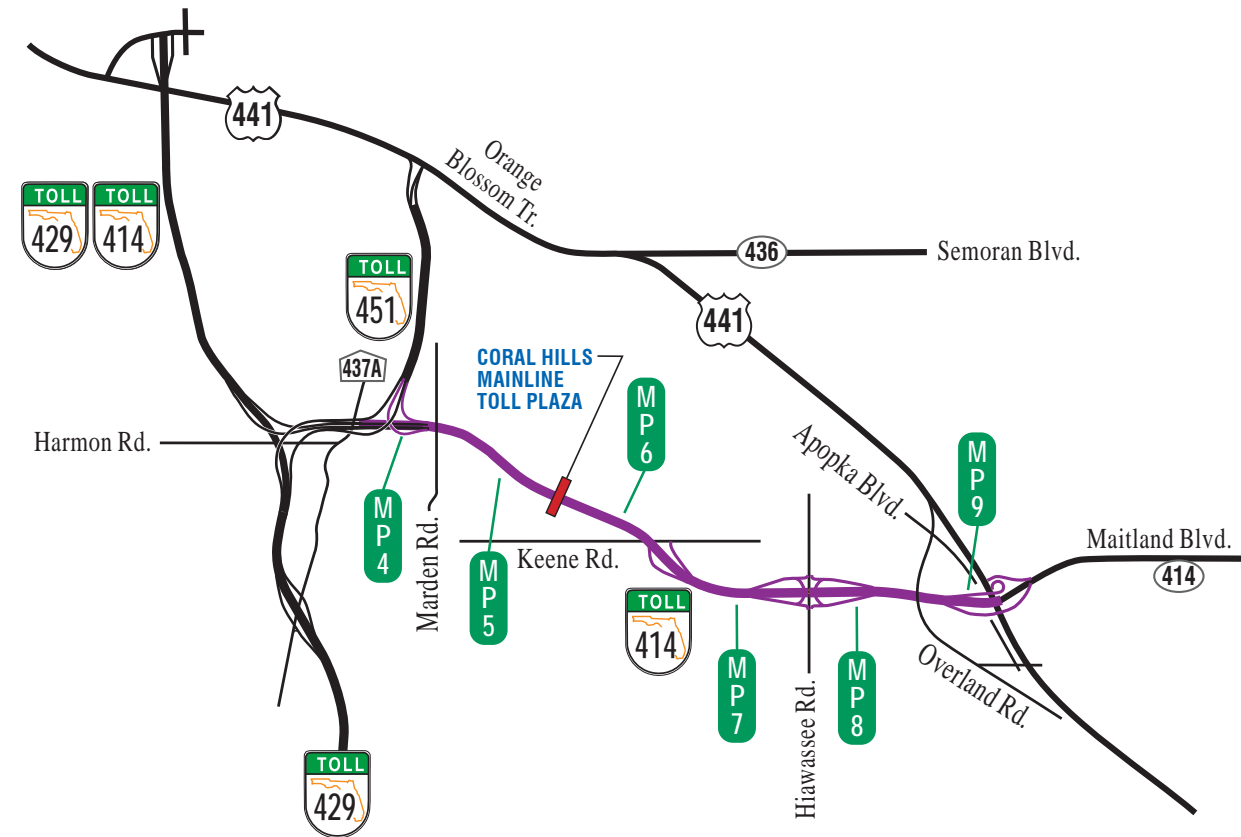 441
Orange
Blossom Tr.
TOLL
429
TOLL
414
436
Semoran Blvd.
TOLL
451
441
437A
CORAL HILLS
MAINLINE
TOLL PLAZA
MP6
Harmon Rd.
Apopka Blvd.
MP9
MP4
Marden Rd.
Keene Rd.
Maitland Blvd.
414
MP5
TOLL
414
MP7
Hiawassee Rd.
MP8
Overland Rd.
TOLL
429